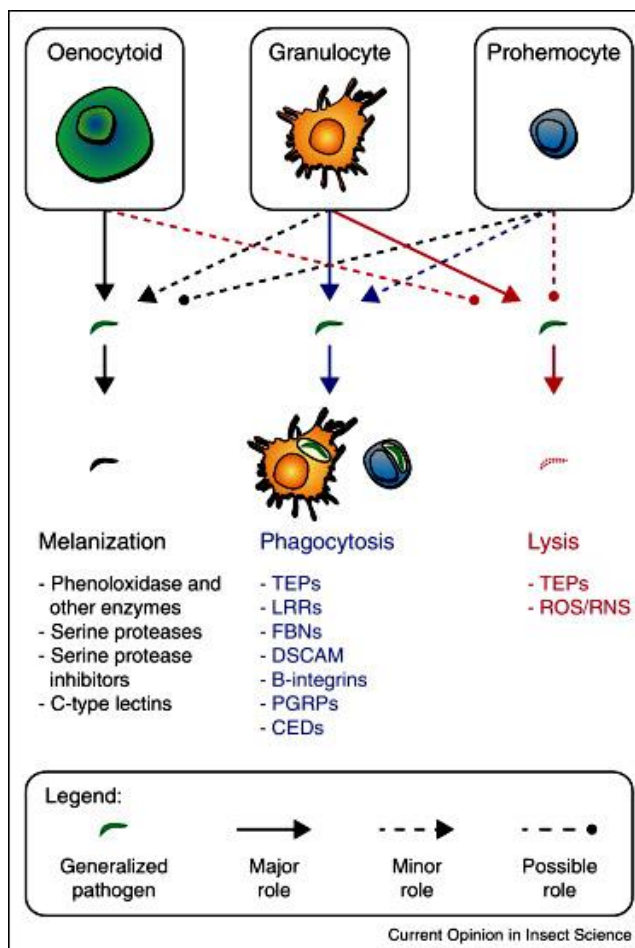 Oenocytoid
Granulocyte
Prohemocyte
Melanization
- Phenoloxidase and
other enzymes
- Serine proteases
- Serine protease
inhibitors
- C-type lectins
Phagocytosis
- TEPs
- LRRs
- FBNs
- DSCAM
- B-integrins
- PGRPs
- CEDs
Lysis
- TEPs
- ROS/RNS
Legend:
Generalized
pathogen
Major
role
Minor
role
Possible
role
Current Opinion in Insect Science